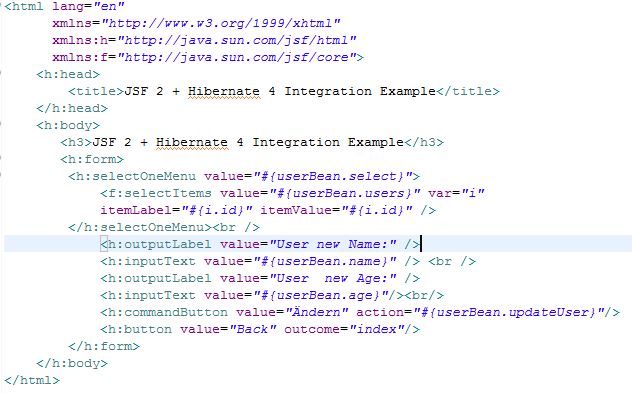 <html lang="en"
xmlns="http://www.w3.org/1999/xhtml"
xmlns:h="http://java.sun.com/jsf/html"
xmlns:f="http://java.sun.com/jsf/core">
<h:head>
<title>JSF 2 + Hibernate 4 Integration Example</title>
</h:head>
<h:body>
<h3>JSF 2 + Hibernate 4 Integration Example</h3>
<h:form>
<h:selectOneMenu value="#{userBean.select}">
<f:selectItems value="#{userBean.users}" var="i"
itemLabel="#{i.id}" itemValue="#{i.id}" />
</h:selectOneMenu><br />
<h:outputLabel value="User new Name:" />
<h:inputText value="#{userBean.name}" /> <br />
<h:outputLabel value="User  new Age:" />
<h:inputText value="#{userBean.age}"/><br/>
<h:commandButton value="Ändern" action="#{userBean.updateUser}"/>
<h:button value="Back" outcome="index"/>
</h:form>
</h:body>
</html>